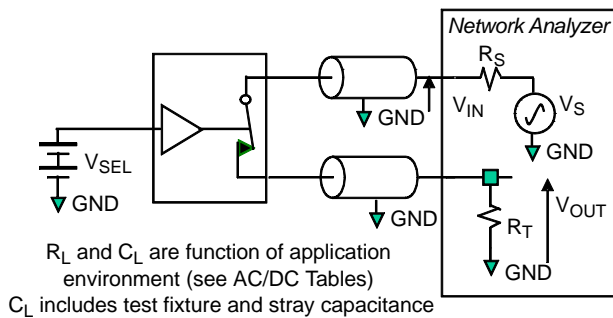 Network Analyzer
R_S
GND
V_IN
V_S
V_SEL
GND
GND
V_OUT
GND
R_T
GND
R_L and C_L are function of application
environment (see AC/DC Tables)
C_L includes test fixture and stray capacitance